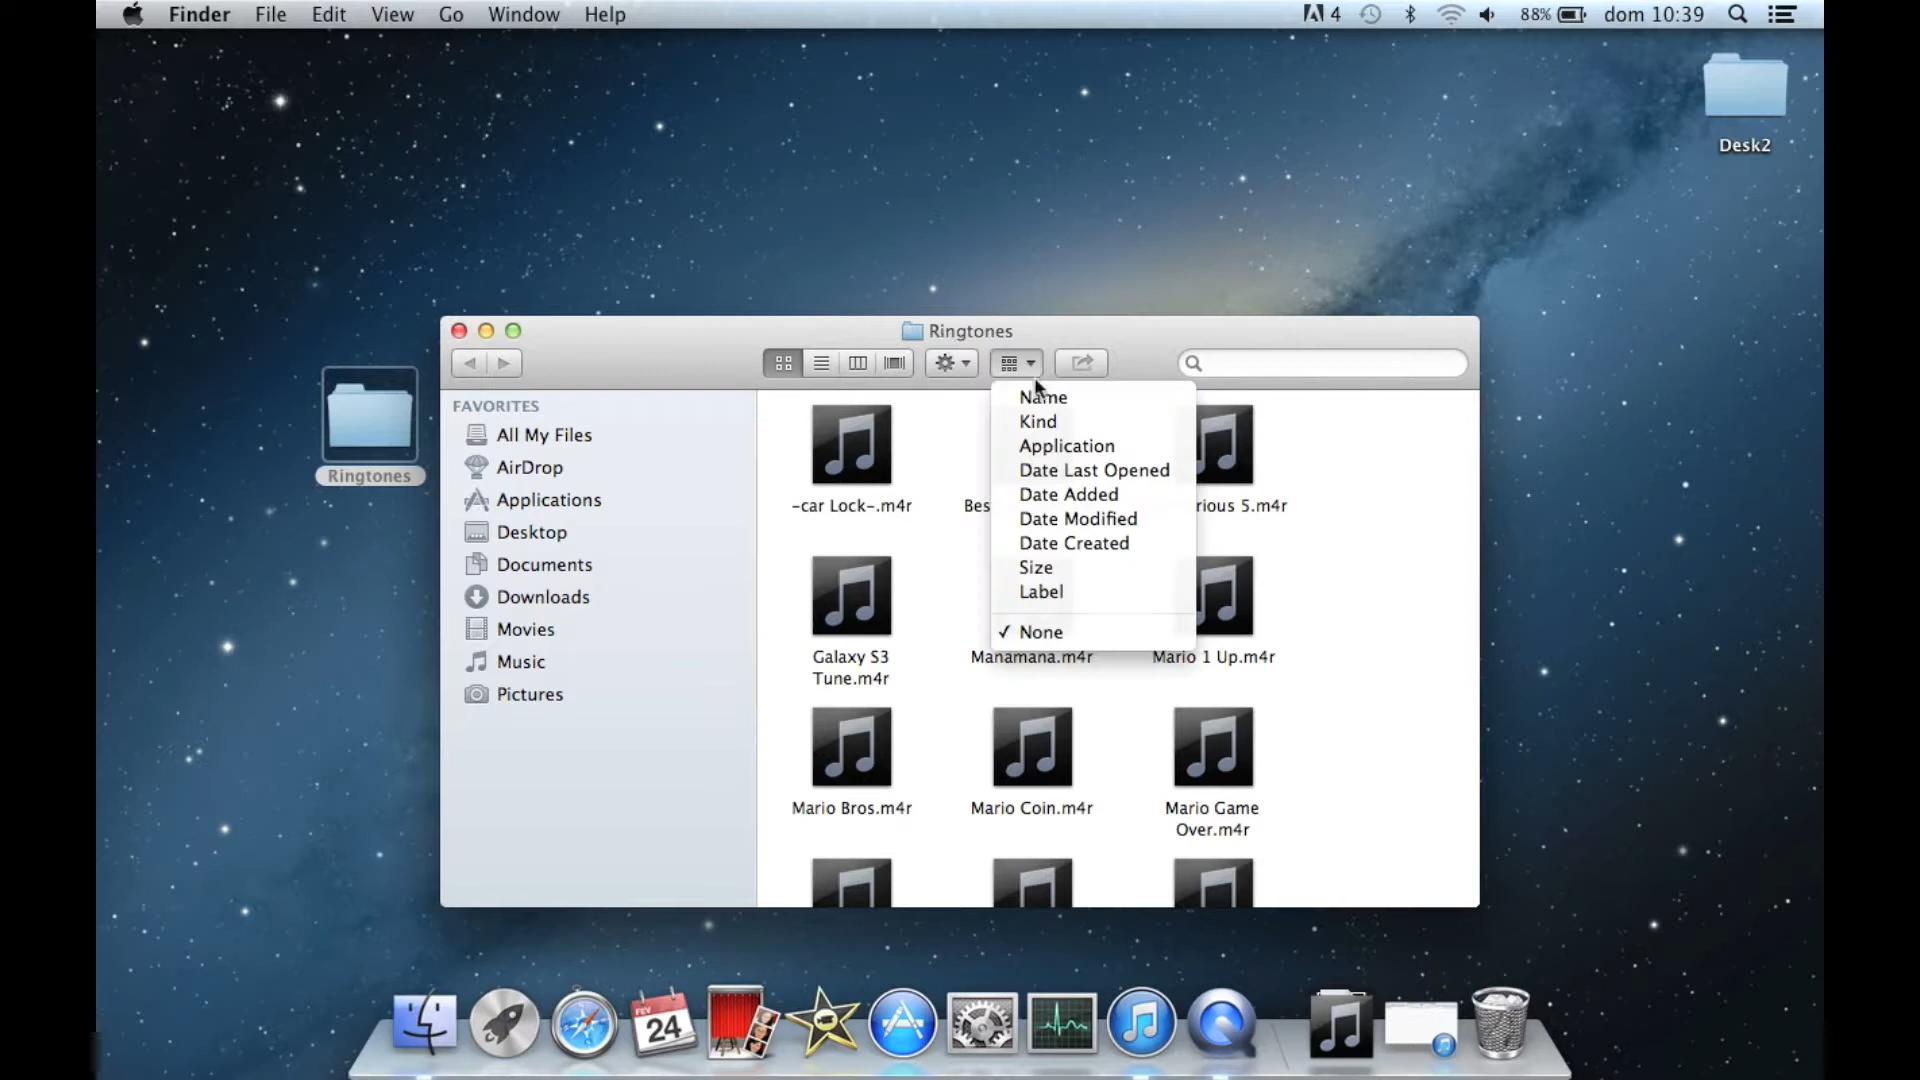 Finder File Edit View Go Window Help
4 88% dom 10:39
Desk2
Ringtones
Ringtones
FAVORITES
All My Files
AirDrop
Applications
Desktop
Documents
Downloads
Movies
Music
Pictures
Name
Kind
Application
Date Last Opened
Date Added
Date Modified
Date Created
Size
Label
✓ None
-car Lock-.m4r
Bes
rious 5.m4r
Galaxy S3
Tune.m4r
Manamana.m4r
Mario 1 Up.m4r
Mario Bros.m4r
Mario Coin.m4r
Mario Game
Over.m4r
FEV
24